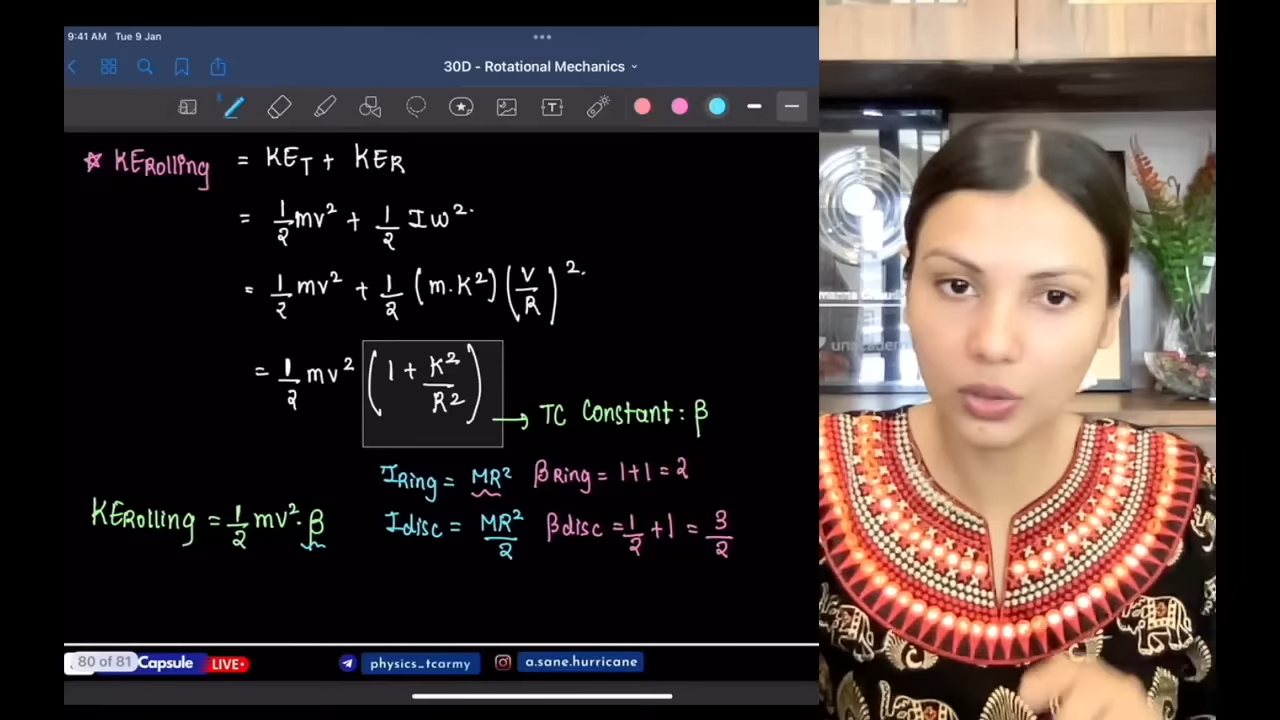 9:41 AM Tue 9 Jan
30D - Rotational Mechanics
☆ KERolling = KET + KER
= 1/2 mv² + 1/2 Iw²
= 1/2 mv² + 1/2 (m.K²) (V/R)²
= 1/2 mv² (1 + K²/R²)
→ TC Constant : β
IRing = MR² βRing = 1+1 = 2
KERolling = 1/2 mv². β
Idisc = MR²/2 βdisc = 1/2 + 1 = 3/2
80 of 81 Capsule LIVE
physics_tcarmy
a.sane.hurricane